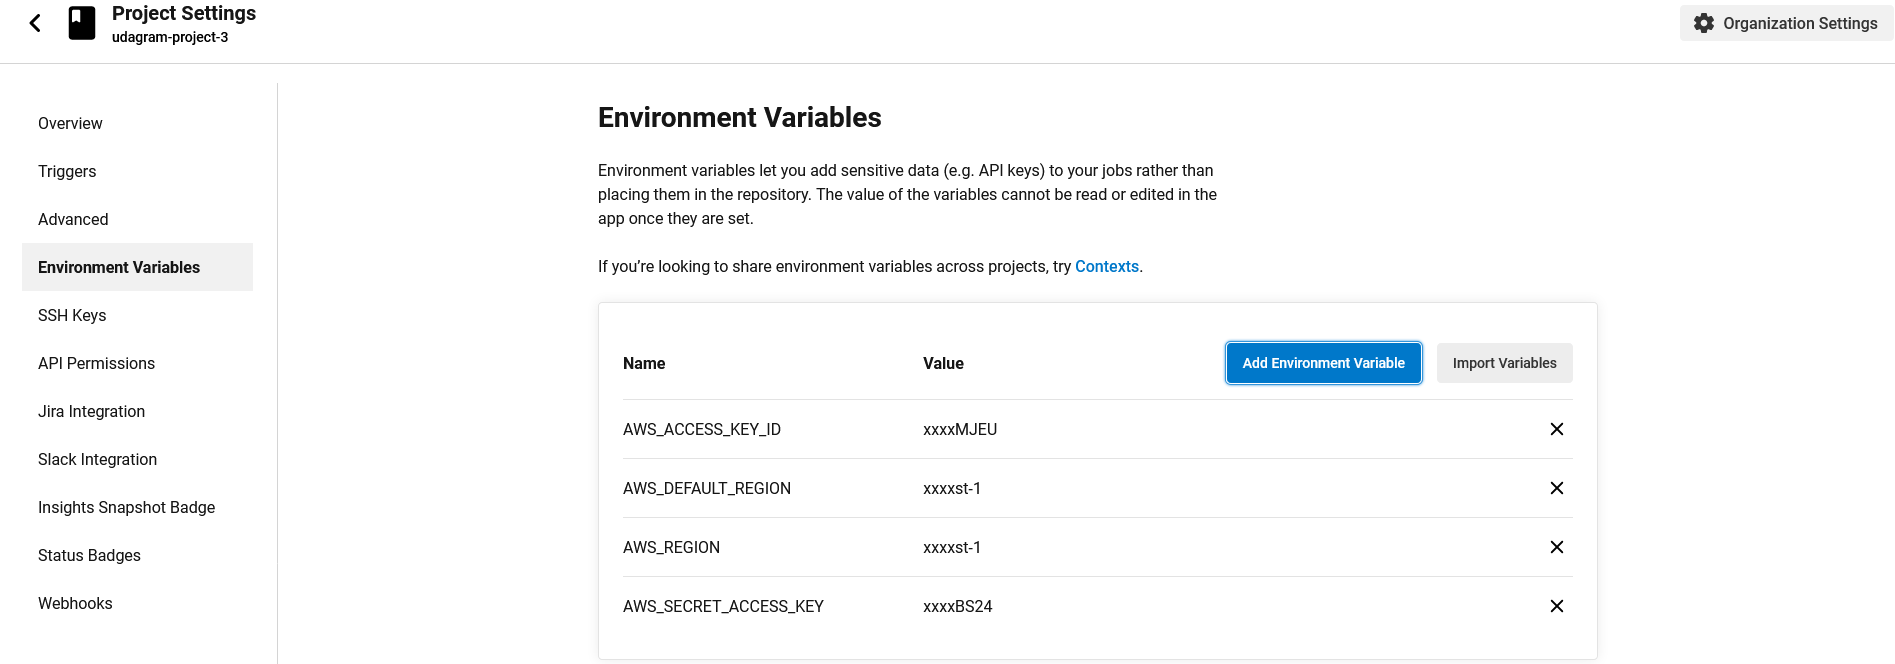 Project Settings
udagram-project-3
Organization Settings
Overview
Triggers
Advanced
Environment Variables
SSH Keys
API Permissions
Jira Integration
Slack Integration
Insights Snapshot Badge
Status Badges
Webhooks
Environment Variables
Environment variables let you add sensitive data (e.g. API keys) to your jobs rather than
placing them in the repository. The value of the variables cannot be read or edited in the
app once they are set.
If you’re looking to share environment variables across projects, try Contexts.
Name Value Add Environment Variable Import Variables
AWS_ACCESS_KEY_ID xxxxMJEU
AWS_DEFAULT_REGION xxxxst-1
AWS_REGION xxxxst-1
AWS_SECRET_ACCESS_KEY xxxxBS24